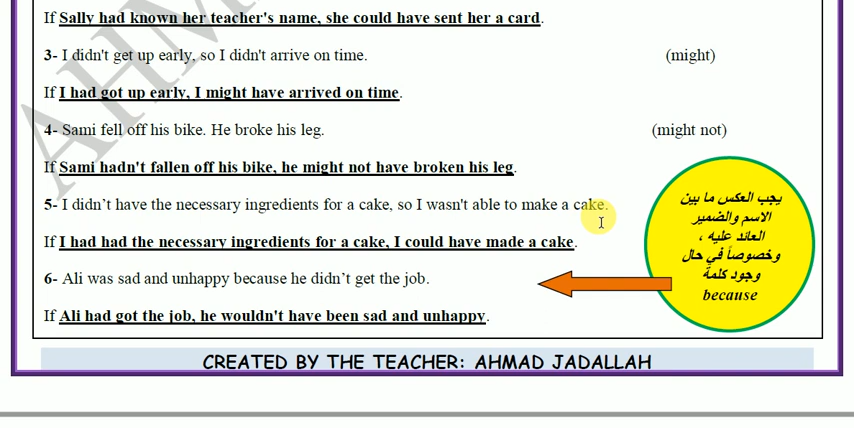 If Sally had known her teacher's name, she could have sent her a card.
3- I didn't get up early, so I didn't arrive on time. (might)
If I had got up early, I might have arrived on time.
4- Sami fell off his bike. He broke his leg. (might not)
If Sami hadn't fallen off his bike, he might not have broken his leg.
5- I didn’t have the necessary ingredients for a cake, so I wasn't able to make a cake.
If I had had the necessary ingredients for a cake, I could have made a cake.
6- Ali was sad and unhappy because he didn’t get the job.
If Ali had got the job, he wouldn't have been sad and unhappy.
يجب العكس ما بين
الاسم والضمير
العائد عليه ،
وخصوصاً في حال
وجود كلمة
because
CREATED BY THE TEACHER: AHMAD JADALLAH
AHM